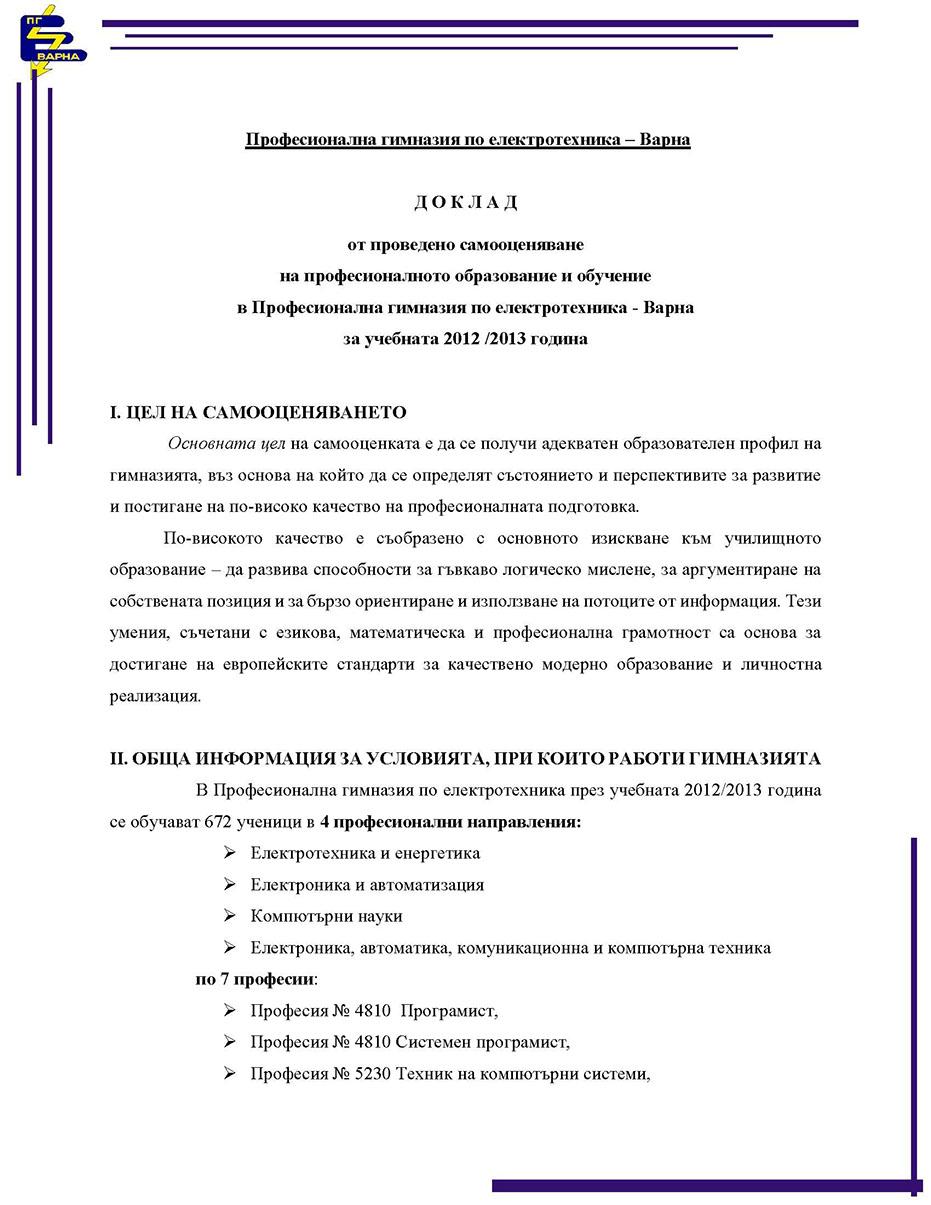 ПГ
ВАРНА
Професионална гимназия по електротехника – Варна
Д О К Л А Д
от проведено самооценяване
на професионалното образование и обучение
в Професионална гимназия по електротехника - Варна
за учебната 2012 /2013 година
I. ЦЕЛ НА САМООЦЕНЯВАНЕТО
Основната цел на самооценката е да се получи адекватен образователен профил на
гимназията, въз основа на който да се определят състоянието и перспективите за развитие
и постигане на по-високо качество на професионалната подготовка.
По-високото качество е съобразено с основното изискване към училищното
образование – да развива способности за гъвкаво логическо мислене, за аргументиране на
собствената позиция и за бързо ориентиране и използване на потоците от информация. Тези
умения, съчетани с езикова, математическа и професионална грамотност са основа за
достигане на европейските стандарти за качествено модерно образование и личностна
реализация.
II. ОБЩА ИНФОРМАЦИЯ ЗА УСЛОВИЯТА, ПРИ КОИТО РАБОТИ ГИМНАЗИЯТА
В Професионална гимназия по електротехника през учебната 2012/2013 година
се обучават 672 ученици в 4 професионални направления:
➢ Електротехника и енергетика
➢ Електроника и автоматизация
➢ Компютърни науки
➢ Електроника, автоматика, комуникационна и компютърна техника
по 7 професии:
➢ Професия № 4810 Програмист,
➢ Професия № 4810 Системен програмист,
➢ Професия № 5230 Техник на компютърни системи,